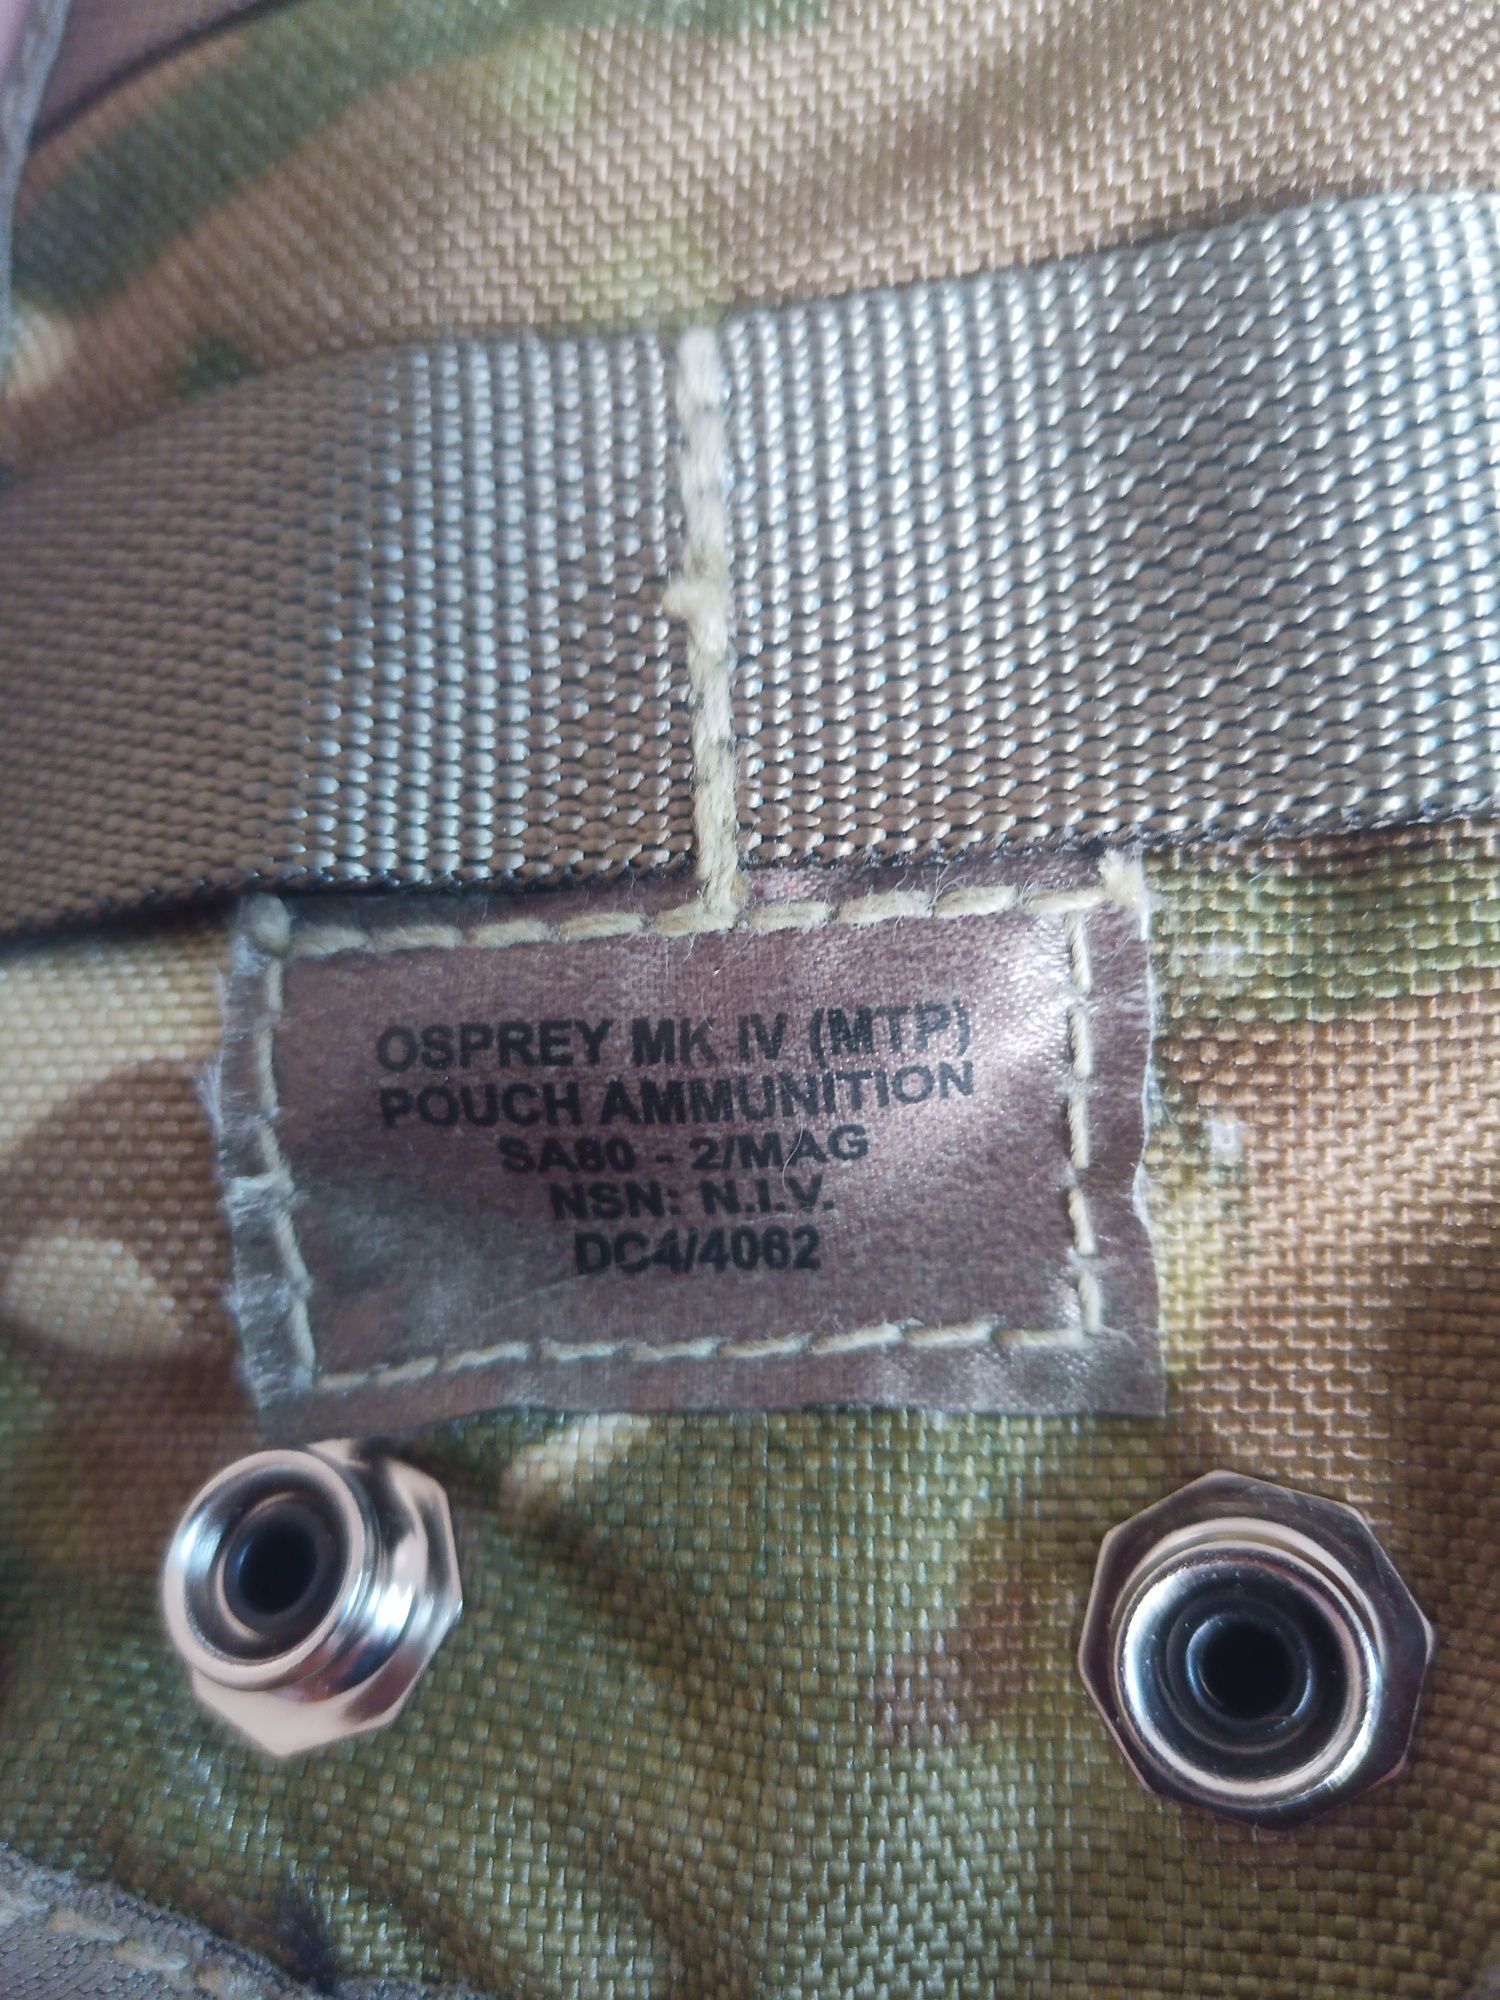 OSPREY MK IV (MTP)
POUCH AMMUNITION
SA80 - 2/MAG
NSN: N.I.V.
DC4/4062